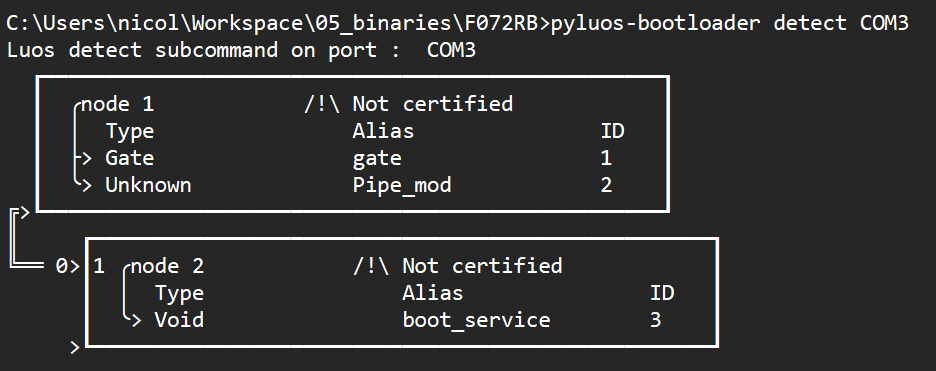 C:\Users\nicol\Workspace\05_binaries\F072RB>pyluos-bootloader detect COM3
Luos detect subcommand on port :  COM3
╭node 1            /!\ Not certified
│  Type                Alias               ID
├> Gate                gate                1
╰> Unknown             Pipe_mod            2
╔>
╚══ 0>┃1 ╭node 2            /!\ Not certified
│  Type                Alias               ID
╰> Void                boot_service        3
>